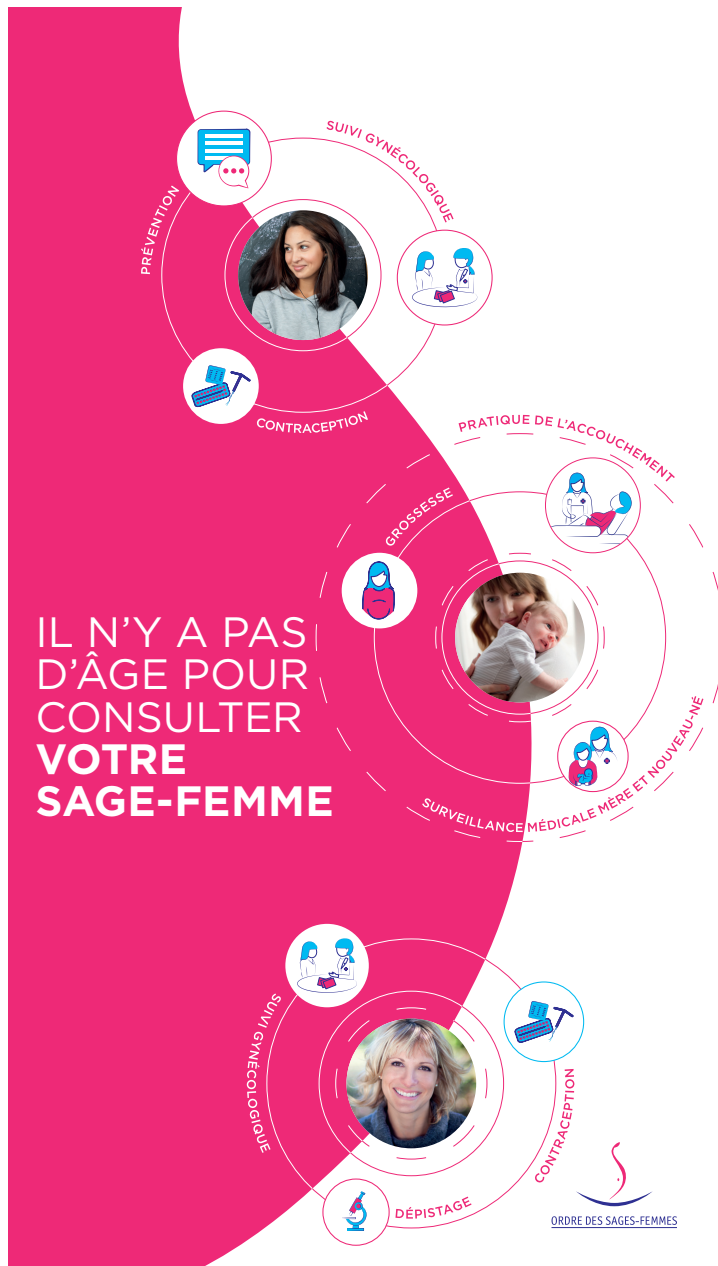 SUIVI GYNÉCOLOGIQUE
PRÉVENTION
CONTRACEPTION
PRATIQUE DE L'ACCOUCHEMENT
GROSSESSE
IL N'Y A PAS
D'ÂGE POUR
CONSULTER
VOTRE
SAGE-FEMME
SURVEILLANCE MÉDICALE MÈRE ET NOUVEAU-NÉ
SUIVI GYNÉCOLOGIQUE
CONTRACEPTION
DÉPISTAGE
ORDRE DES SAGES-FEMMES